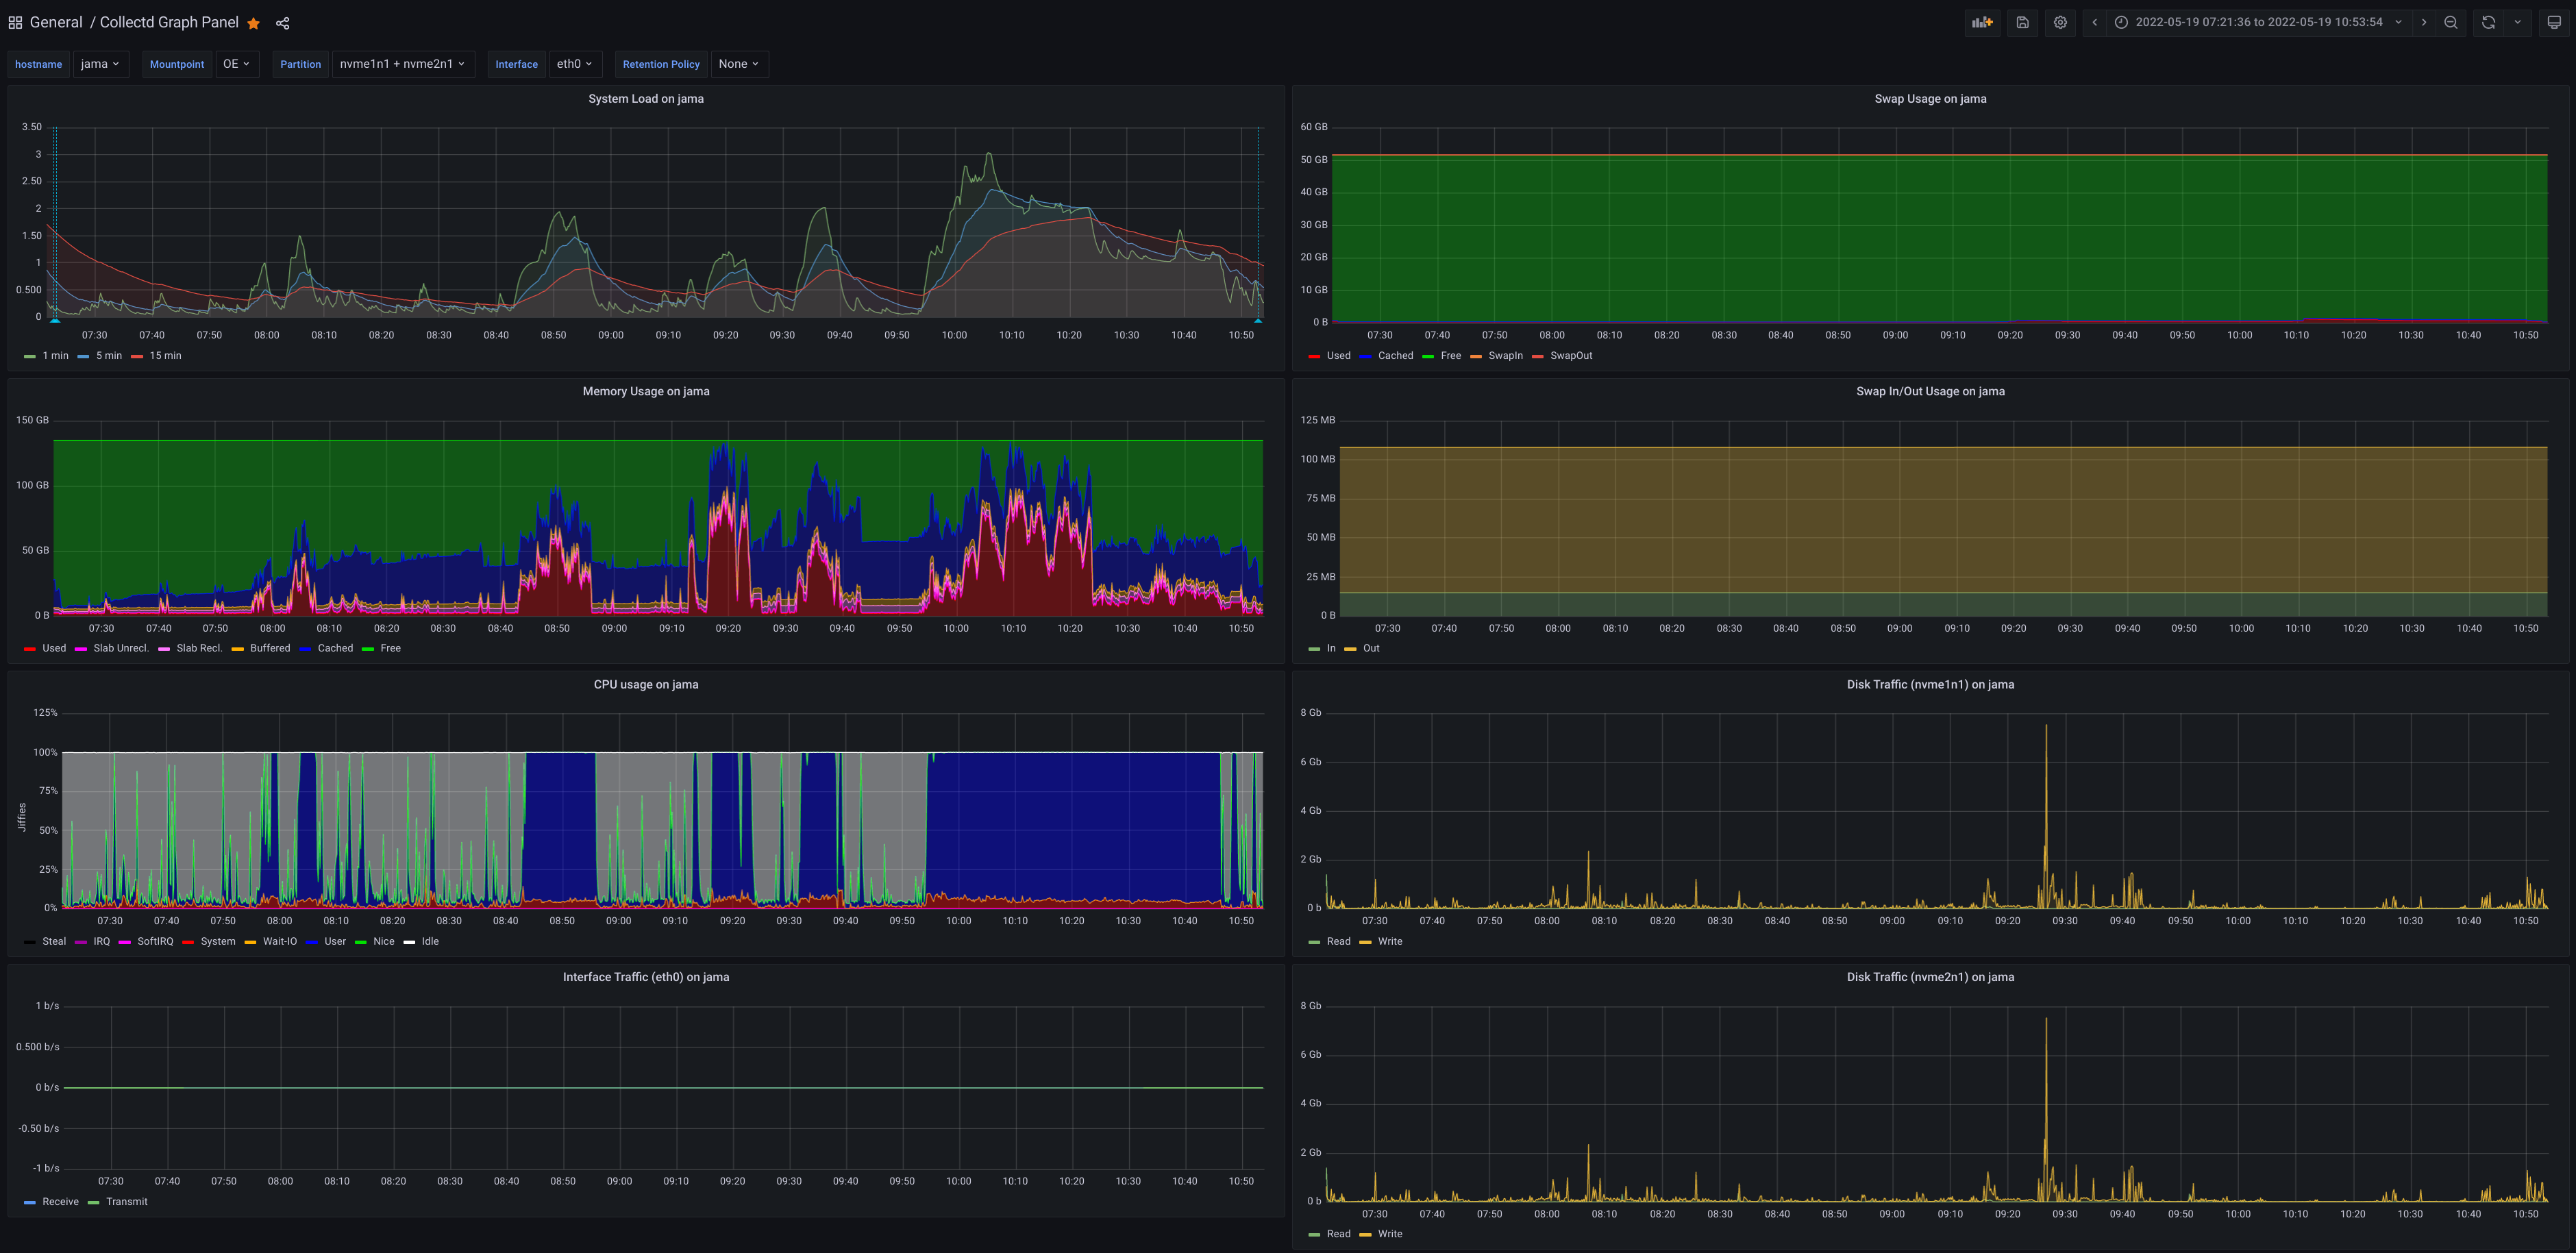 General / Collectd Graph Panel
2022-05-19 07:21:36 to 2022-05-19 10:53:54
hostname jama Mountpoint OE Partition nvme1n1 + nvme2n1 Interface eth0 Retention Policy None
System Load on jama
3.50
3
2.50
2
1.50
1
0.500
0
07:30 07:40 07:50 08:00 08:10 08:20 08:30 08:40 08:50 09:00 09:10 09:20 09:30 09:40 09:50 10:00 10:10 10:20 10:30 10:40 10:50
1 min 5 min 15 min
Swap Usage on jama
60 GB
50 GB
40 GB
30 GB
20 GB
10 GB
0 B
07:30 07:40 07:50 08:00 08:10 08:20 08:30 08:40 08:50 09:00 09:10 09:20 09:30 09:40 09:50 10:00 10:10 10:20 10:30 10:40 10:50
Used Cached Free SwapIn SwapOut
Memory Usage on jama
150 GB
100 GB
50 GB
0 B
07:30 07:40 07:50 08:00 08:10 08:20 08:30 08:40 08:50 09:00 09:10 09:20 09:30 09:40 09:50 10:00 10:10 10:20 10:30 10:40 10:50
Used Slab Unrecl. Slab Recl. Buffered Cached Free
Swap In/Out Usage on jama
125 MB
100 MB
75 MB
50 MB
25 MB
0 B
07:30 07:40 07:50 08:00 08:10 08:20 08:30 08:40 08:50 09:00 09:10 09:20 09:30 09:40 09:50 10:00 10:10 10:20 10:30 10:40 10:50
In Out
CPU usage on jama
Jiffies
125%
100%
75%
50%
25%
0%
07:30 07:40 07:50 08:00 08:10 08:20 08:30 08:40 08:50 09:00 09:10 09:20 09:30 09:40 09:50 10:00 10:10 10:20 10:30 10:40 10:50
Steal IRQ SoftIRQ System Wait-IO User Nice Idle
Disk Traffic (nvme1n1) on jama
8 Gb
6 Gb
4 Gb
2 Gb
0 b
07:30 07:40 07:50 08:00 08:10 08:20 08:30 08:40 08:50 09:00 09:10 09:20 09:30 09:40 09:50 10:00 10:10 10:20 10:30 10:40 10:50
Read Write
Interface Traffic (eth0) on jama
1 b/s
0.500 b/s
0 b/s
-0.50 b/s
-1 b/s
07:30 07:40 07:50 08:00 08:10 08:20 08:30 08:40 08:50 09:00 09:10 09:20 09:30 09:40 09:50 10:00 10:10 10:20 10:30 10:40 10:50
Receive Transmit
Disk Traffic (nvme2n1) on jama
8 Gb
6 Gb
4 Gb
2 Gb
0 b
07:30 07:40 07:50 08:00 08:10 08:20 08:30 08:40 08:50 09:00 09:10 09:20 09:30 09:40 09:50 10:00 10:10 10:20 10:30 10:40 10:50
Read Write